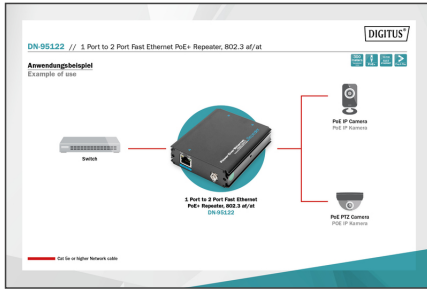 DIGITUS®
DN-95122 // 1 Port to 2 Port Fast Ethernet PoE+ Repeater, 802.3 af/at
Anwendungsbeispiel
Example of use
PoE IP Camera
PoE IP Kamera
Switch
1 Port to 2 Port Fast Ethernet
PoE+ Repeater, 802.3 af/at
DN-95122
PoE PTZ Camera
POE IP Kamera
Cat 5e or higher Network cable